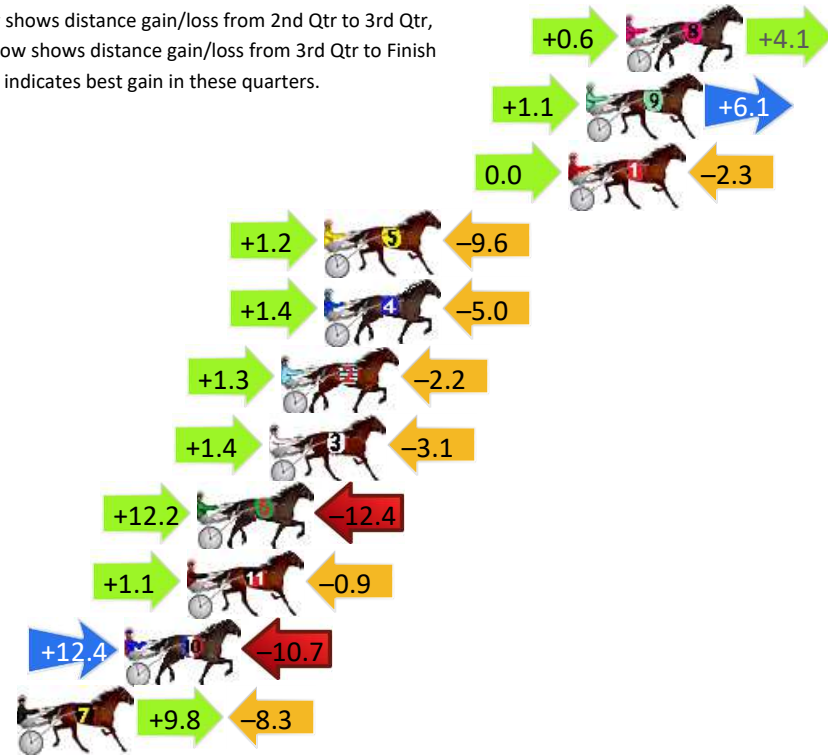 shows distance gain/loss from 2nd Qtr to 3rd Qtr,
ow shows distance gain/loss from 3rd Qtr to Finish
indicates best gain in these quarters.
+0.6 8 +4.1
+1.1 9 +6.1
0.0 1 –2.3
+1.2 5 –9.6
+1.4 4 –5.0
+1.3 2 –2.2
+1.4 3 –3.1
+12.2 6 –12.4
+1.1 11 –0.9
+12.4 10 –10.7
7 +9.8 –8.3